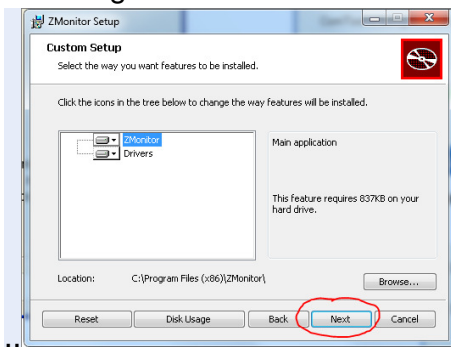 ZMonitor Setup
Custom Setup
Select the way you want features to be installed.
Click the icons in the tree below to change the way features will be installed.
ZMonitor
Drivers
Main application
This feature requires 837KB on your
hard drive.
Location: C:\Program Files (x86)\ZMonitor\
Browse...
Reset Disk Usage Back Next Cancel